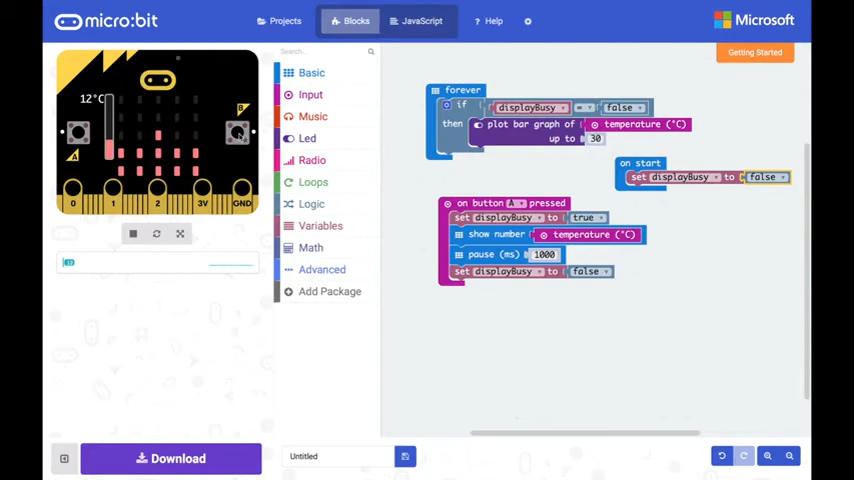 micro:bit
Projects
Blocks
JavaScript
Help
Microsoft
Getting Started
12°C
B
A
0 1 2 3V GND
13
Search...
Basic
Input
Music
Led
Radio
Loops
Logic
Variables
Math
Advanced
Add Package
forever
if displayBusy = false
then plot bar graph of temperature (°C)
up to 30
on start
set displayBusy to false
on button A pressed
set displayBusy to true
show number temperature (°C)
pause (ms) 1000
set displayBusy to false
Download
Untitled